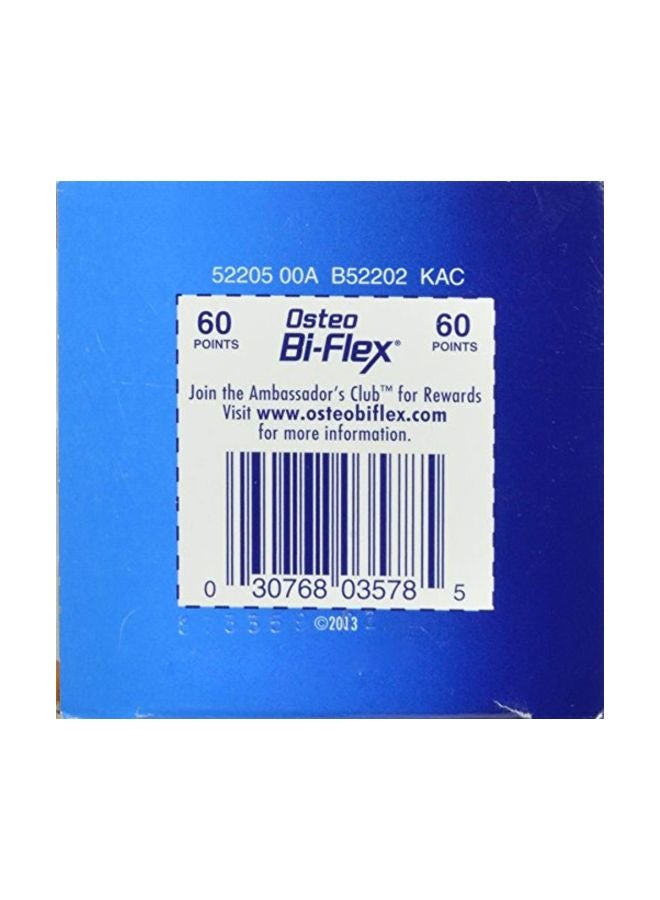 52205 00A B52202 KAC
60 POINTS
Osteo Bi-Flex®
60 POINTS
Join the Ambassador's Club™ for Rewards
Visit www.osteobiflex.com
for more information.
0 30768 03578 5
©2013